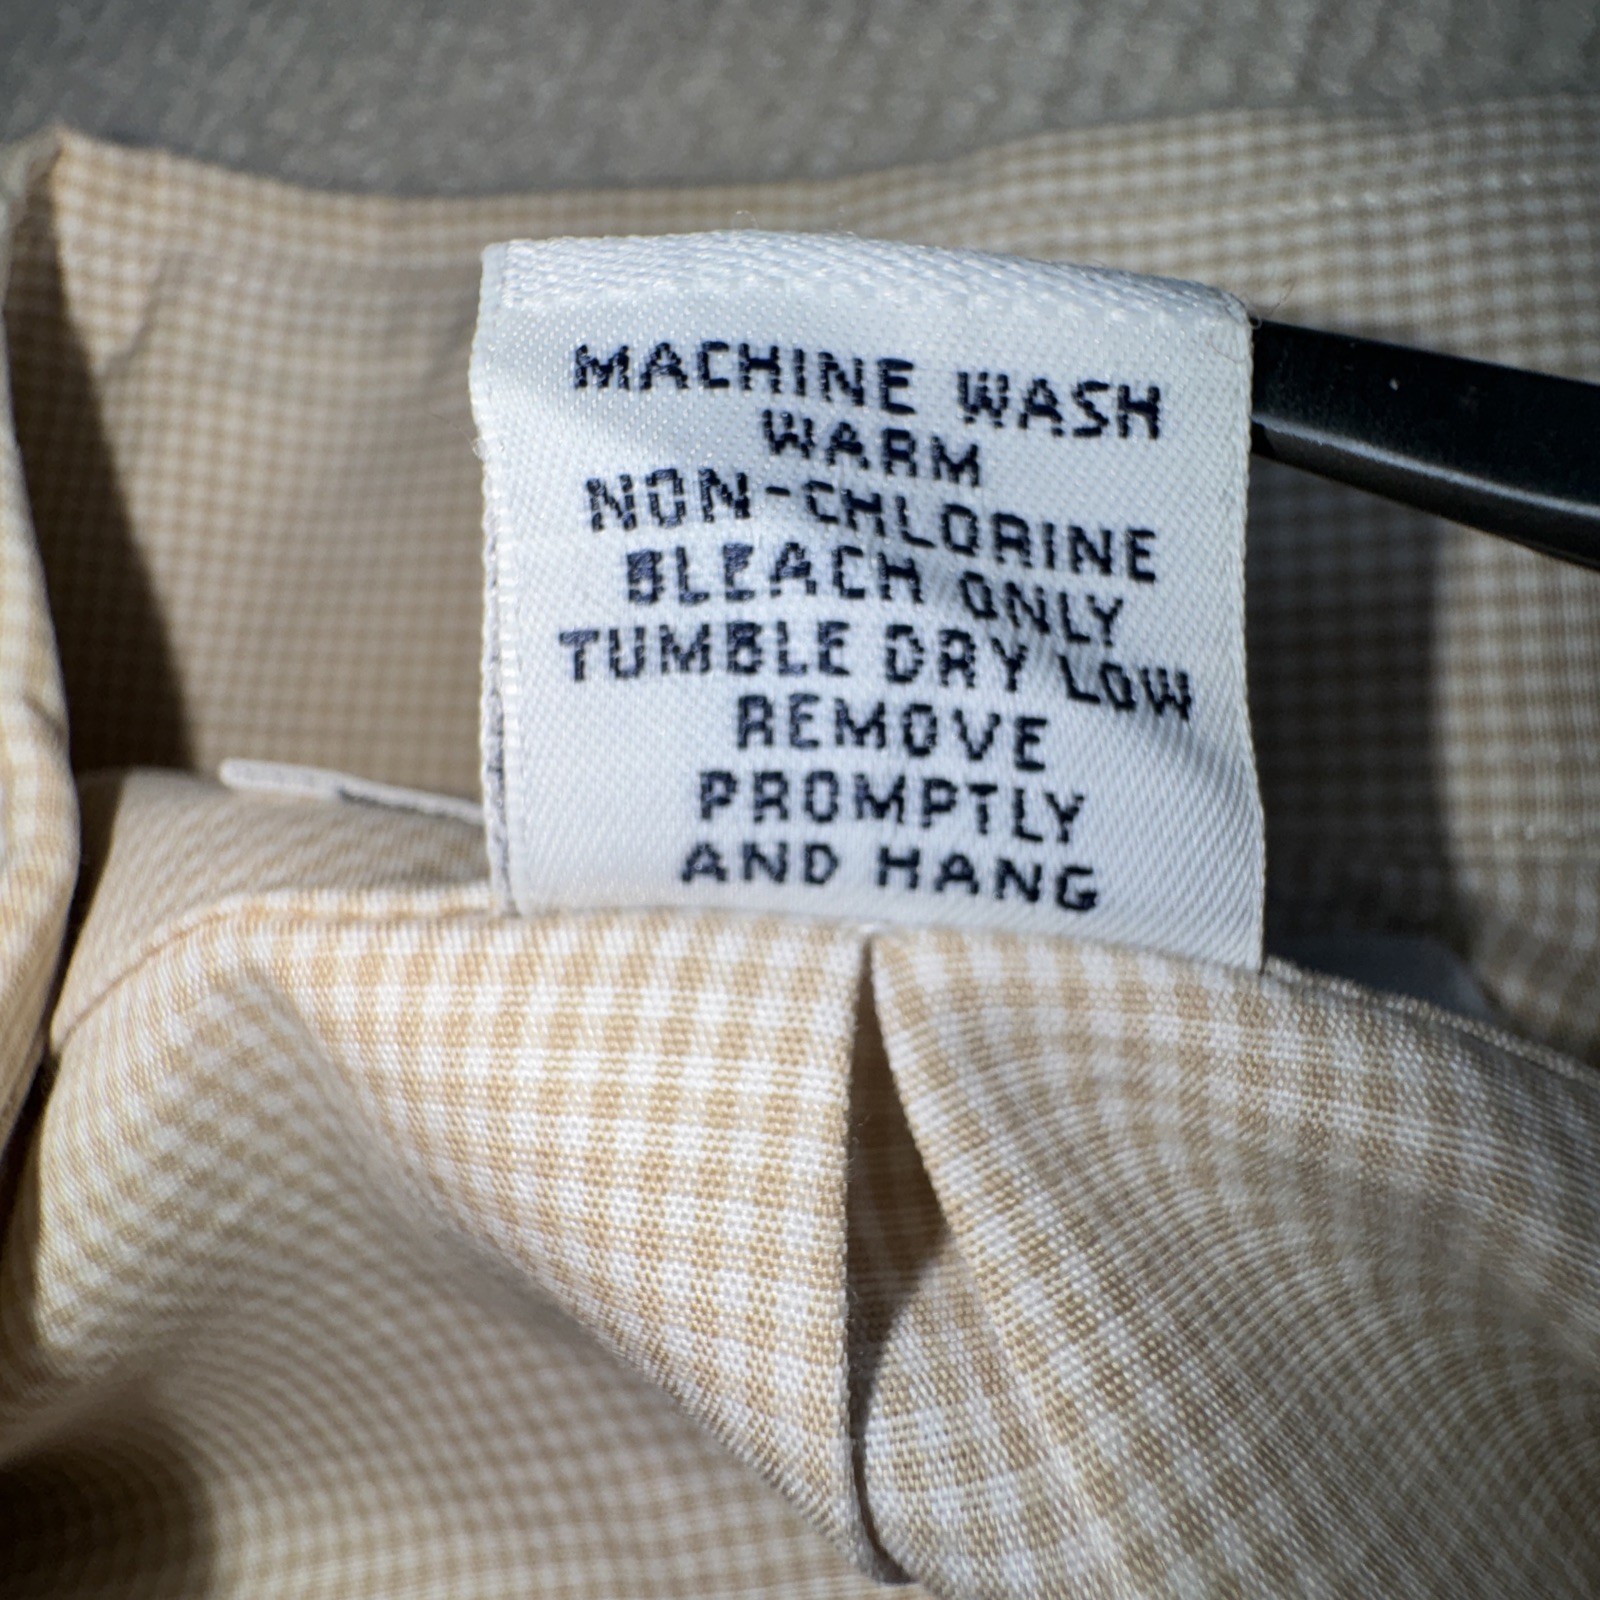 MACHINE WASH
WARM
NON-CHLORINE
BLEACH ONLY
TUMBLE DRY LOW
REMOVE
PROMPTLY
AND HANG